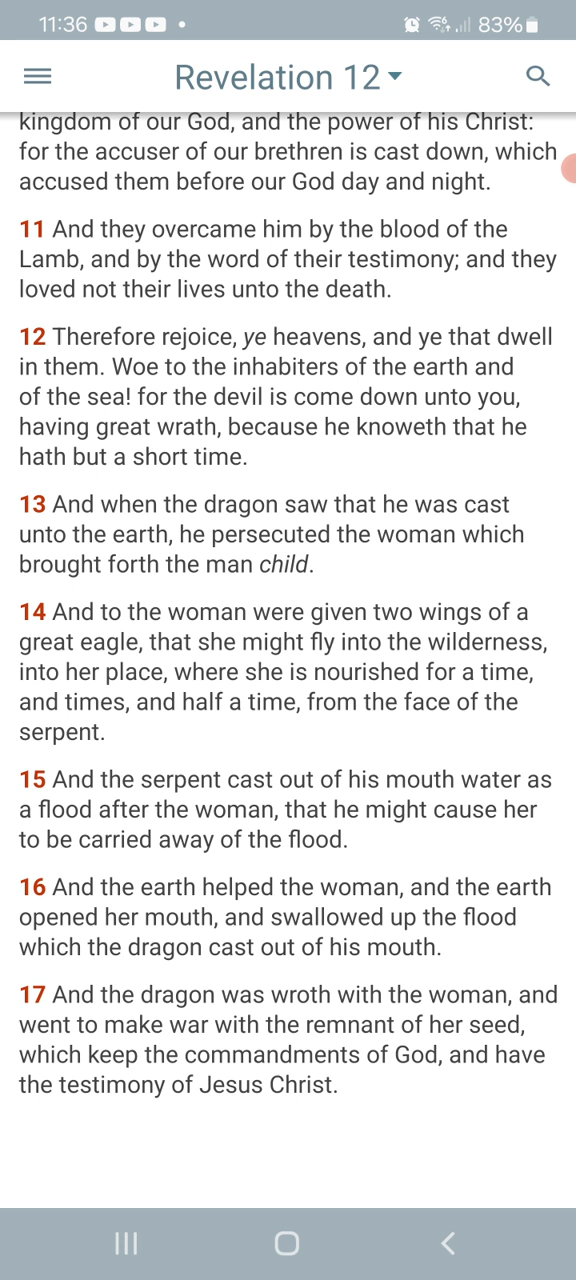 11:36
83%
Revelation 12
kingdom of our God, and the power of his Christ:
for the accuser of our brethren is cast down, which
accused them before our God day and night.
11 And they overcame him by the blood of the
Lamb, and by the word of their testimony; and they
loved not their lives unto the death.
12 Therefore rejoice, ye heavens, and ye that dwell
in them. Woe to the inhabiters of the earth and
of the sea! for the devil is come down unto you,
having great wrath, because he knoweth that he
hath but a short time.
13 And when the dragon saw that he was cast
unto the earth, he persecuted the woman which
brought forth the man child.
14 And to the woman were given two wings of a
great eagle, that she might fly into the wilderness,
into her place, where she is nourished for a time,
and times, and half a time, from the face of the
serpent.
15 And the serpent cast out of his mouth water as
a flood after the woman, that he might cause her
to be carried away of the flood.
16 And the earth helped the woman, and the earth
opened her mouth, and swallowed up the flood
which the dragon cast out of his mouth.
17 And the dragon was wroth with the woman, and
went to make war with the remnant of her seed,
which keep the commandments of God, and have
the testimony of Jesus Christ.